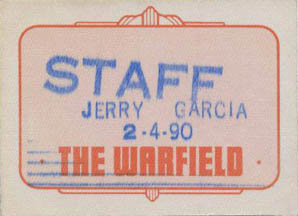 STAFF
JERRY GARCIA
2-4-90
· THE WARFIELD ·